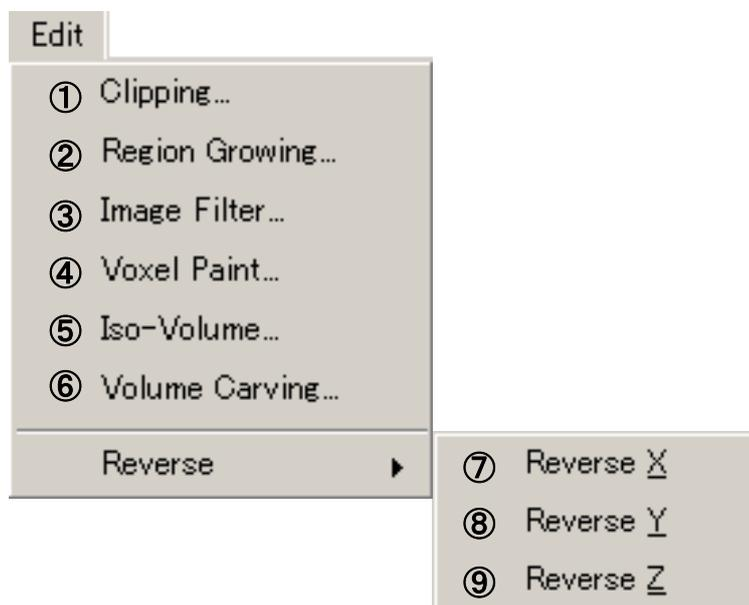 Edit
① Clipping...
② Region Growing...
③ Image Filter...
④ Voxel Paint...
⑤ Iso-Volume...
⑥ Volume Carving...
Reverse
⑦ Reverse X
⑧ Reverse Y
⑨ Reverse Z